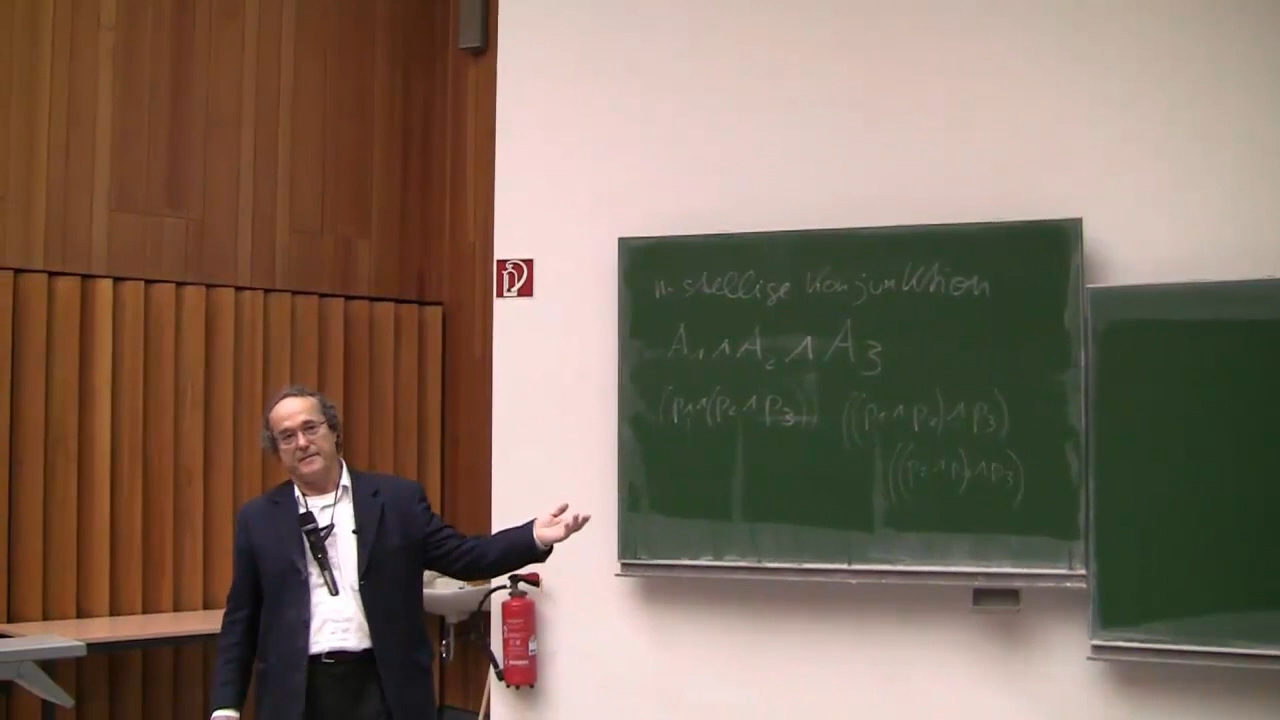 n-stellige Konjunktion
A₁ ∧ A₂ ∧ A₃
(p₁∧(p₂∧p₃)) ((p₁∧p₂)∧p₃)
((p₂∧p₁)∧p₃)